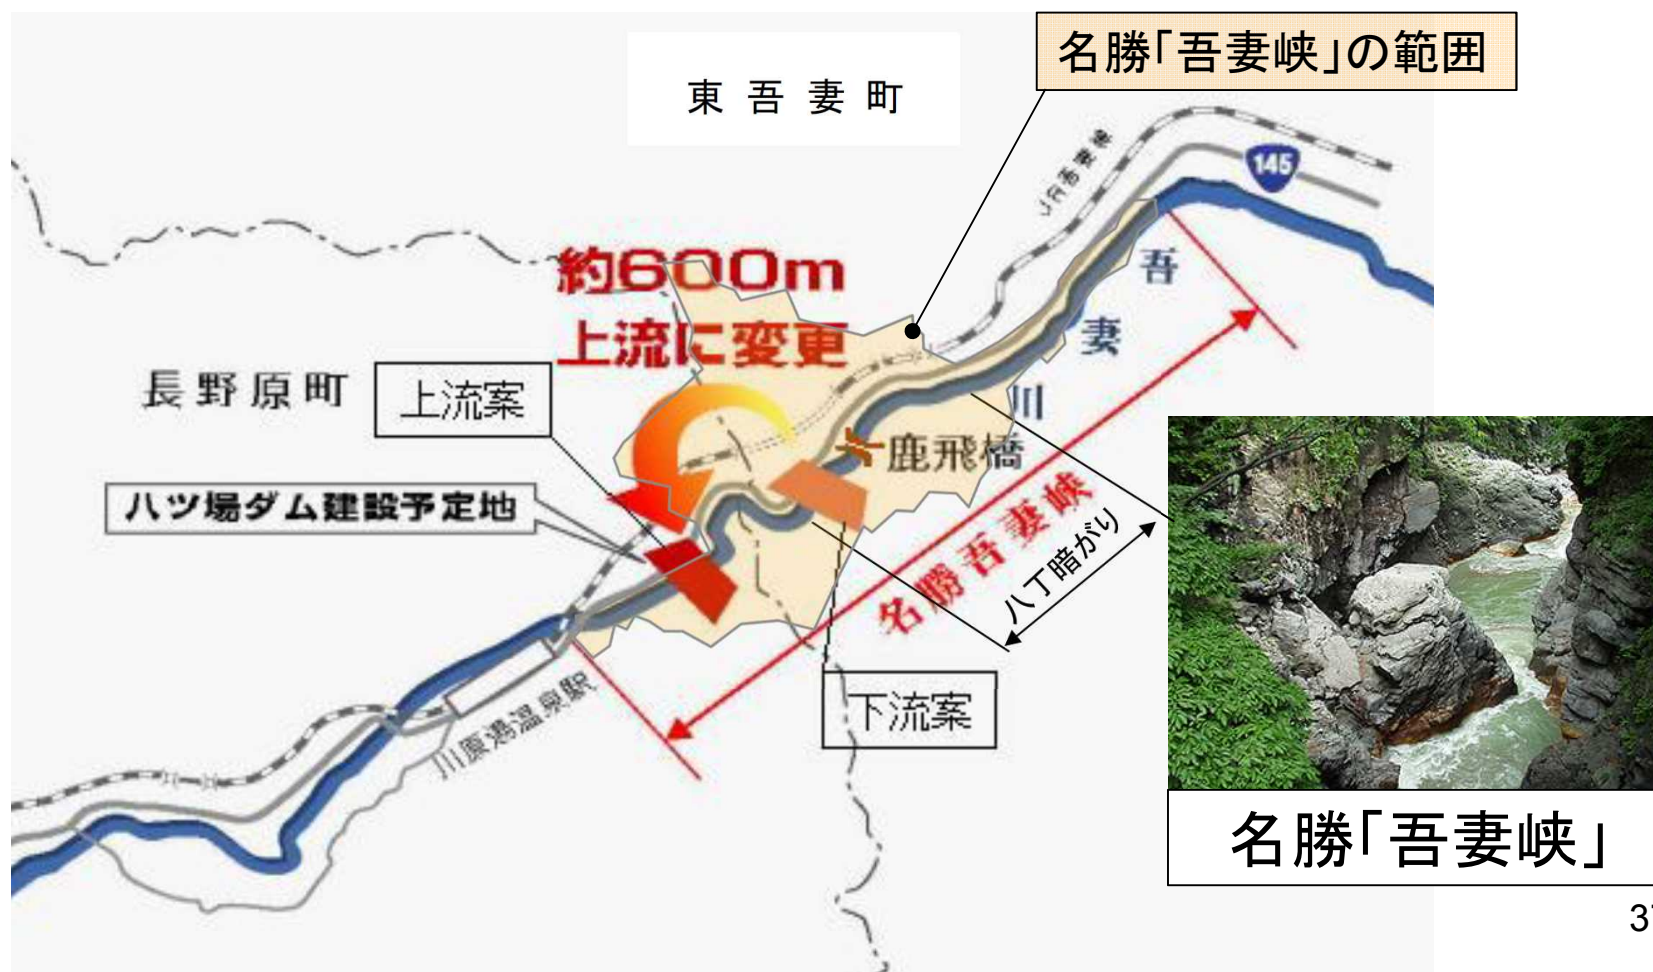 名勝「吾妻峡」の範囲
東吾妻町
145
JR吾妻線
約600m
上流に変更
吾妻川
長野原町
上流案
鹿飛橋
八ツ場ダム建設予定地
名勝吾妻峡
八丁暗がり
川原湯温泉駅
下流案
名勝「吾妻峡」